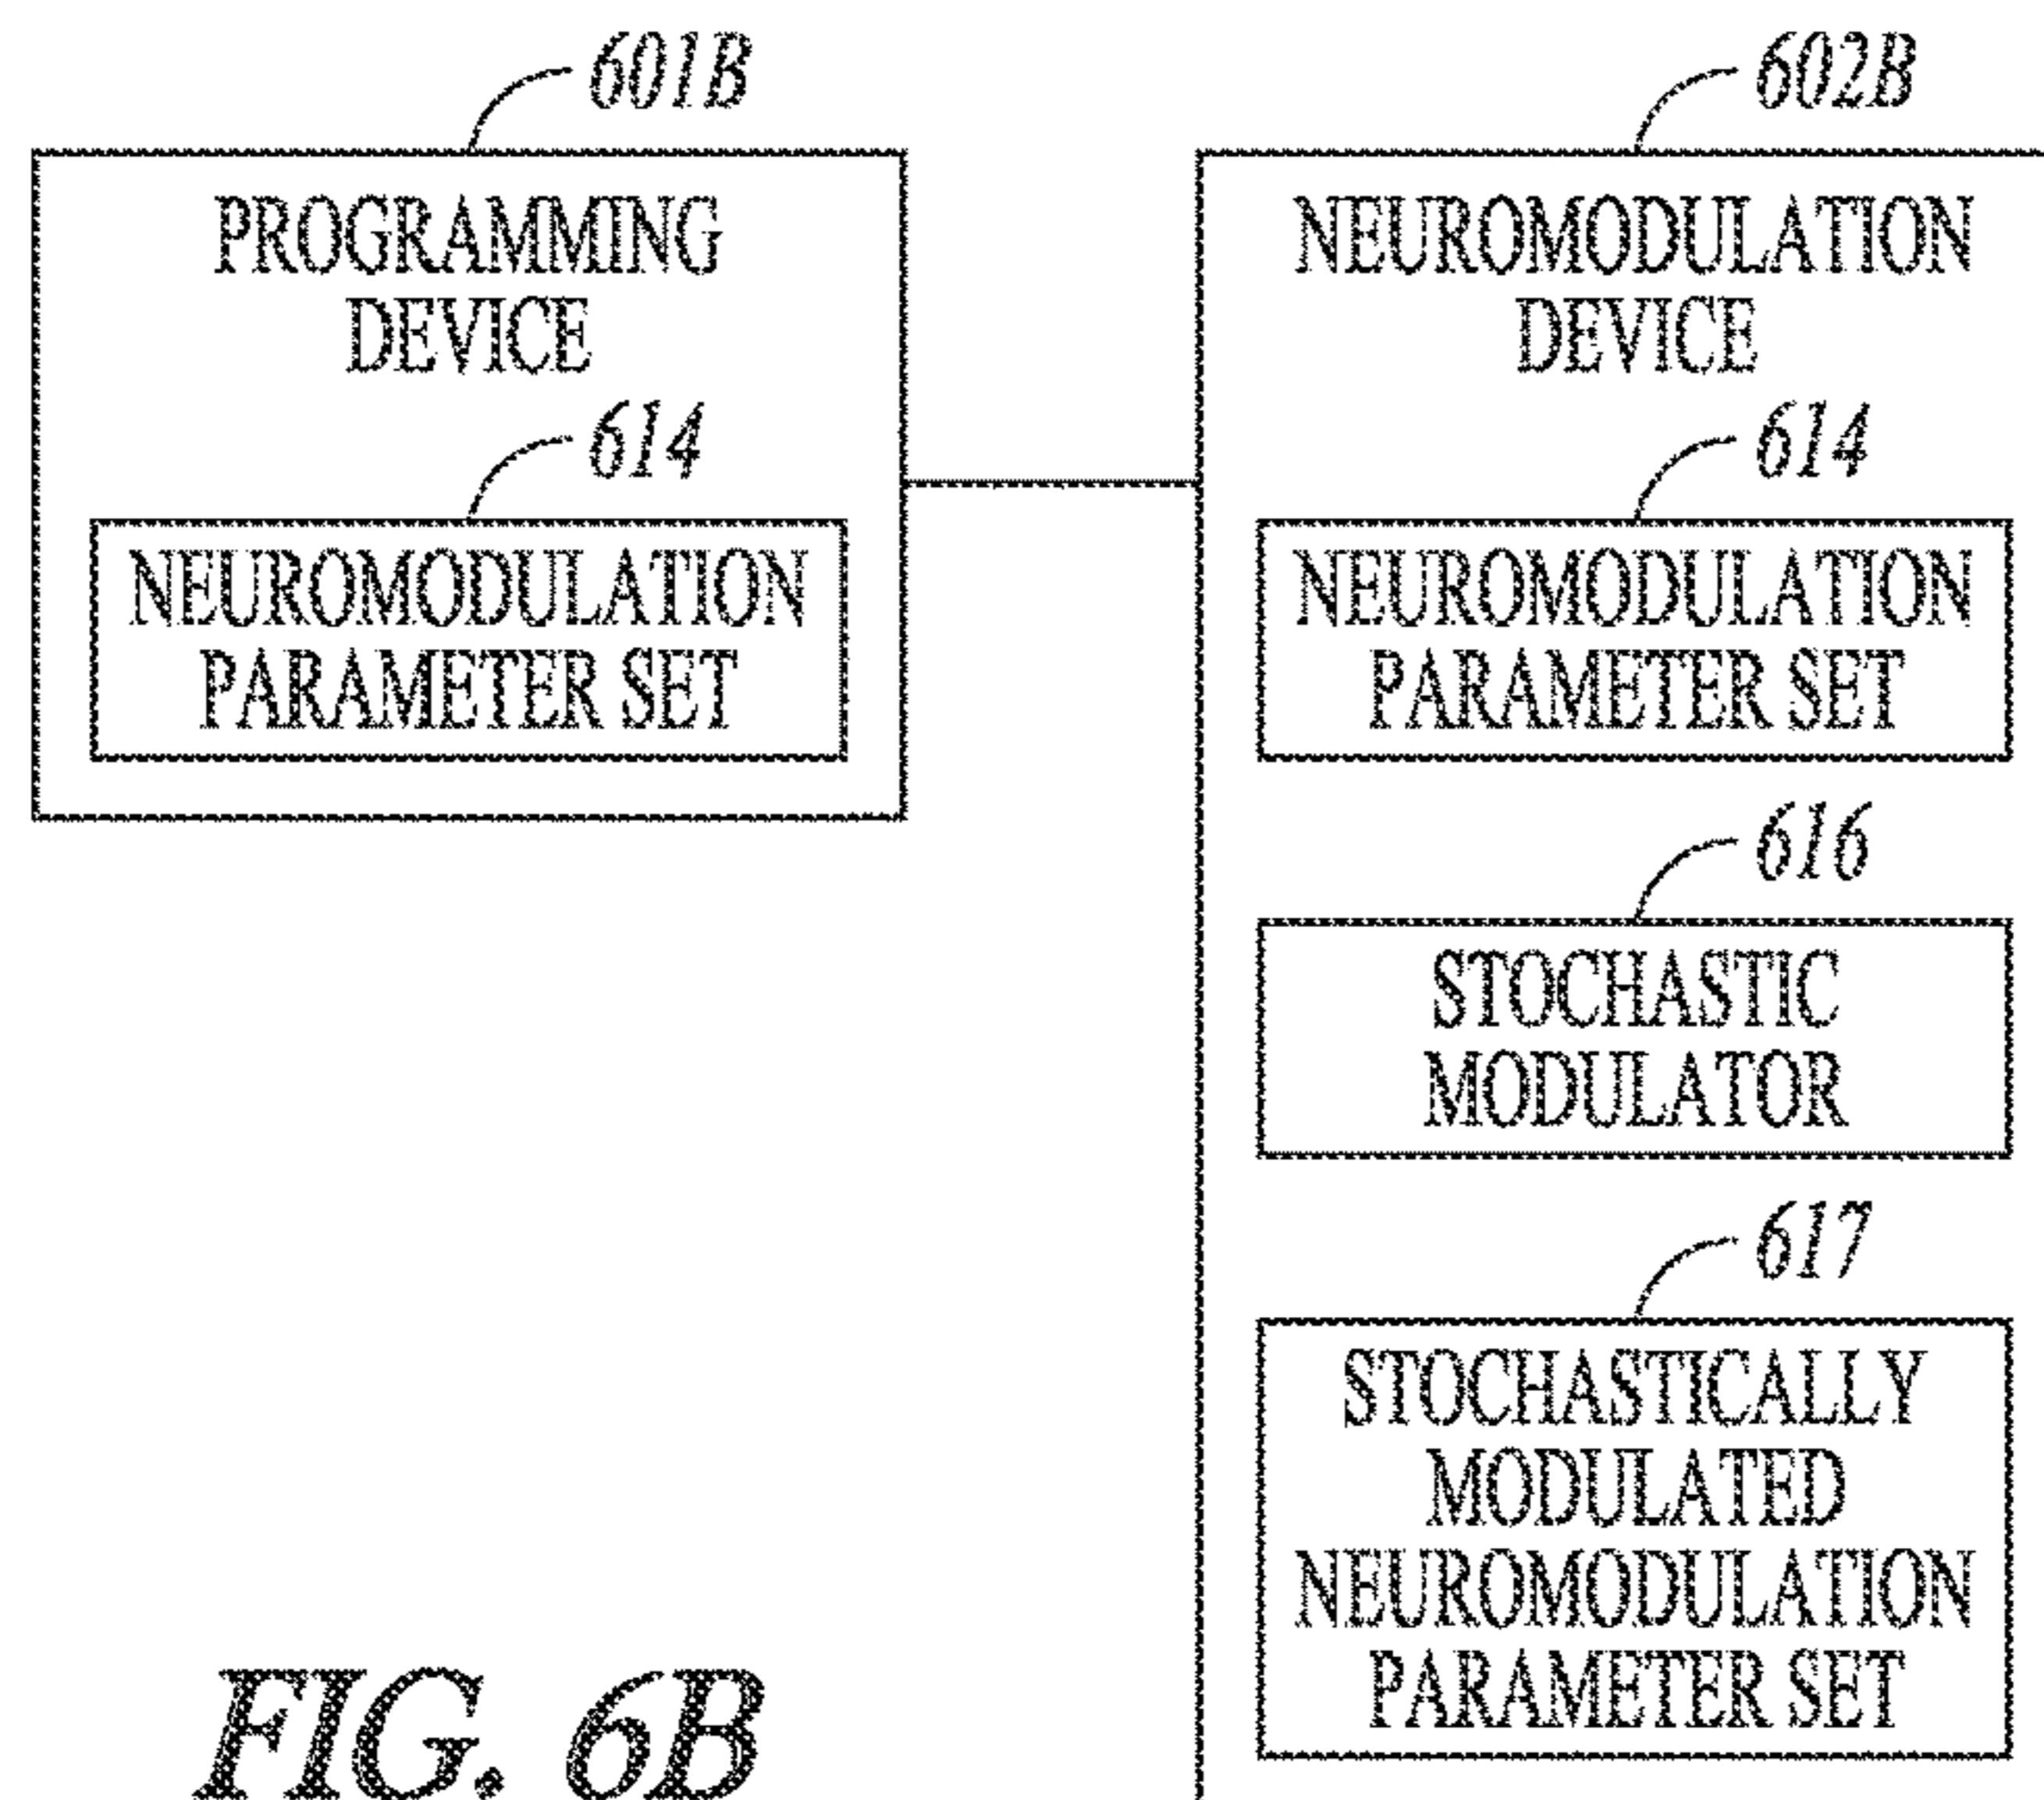 601B
PROGRAMMING
DEVICE
614
NEUROMODULATION
PARAMETER SET
602B
NEUROMODULATION
DEVICE
614
NEUROMODULATION
PARAMETER SET
616
STOCHASTIC
MODULATOR
617
STOCHASTICALLY
MODULATED
NEUROMODULATION
PARAMETER SET
FIG. 6B